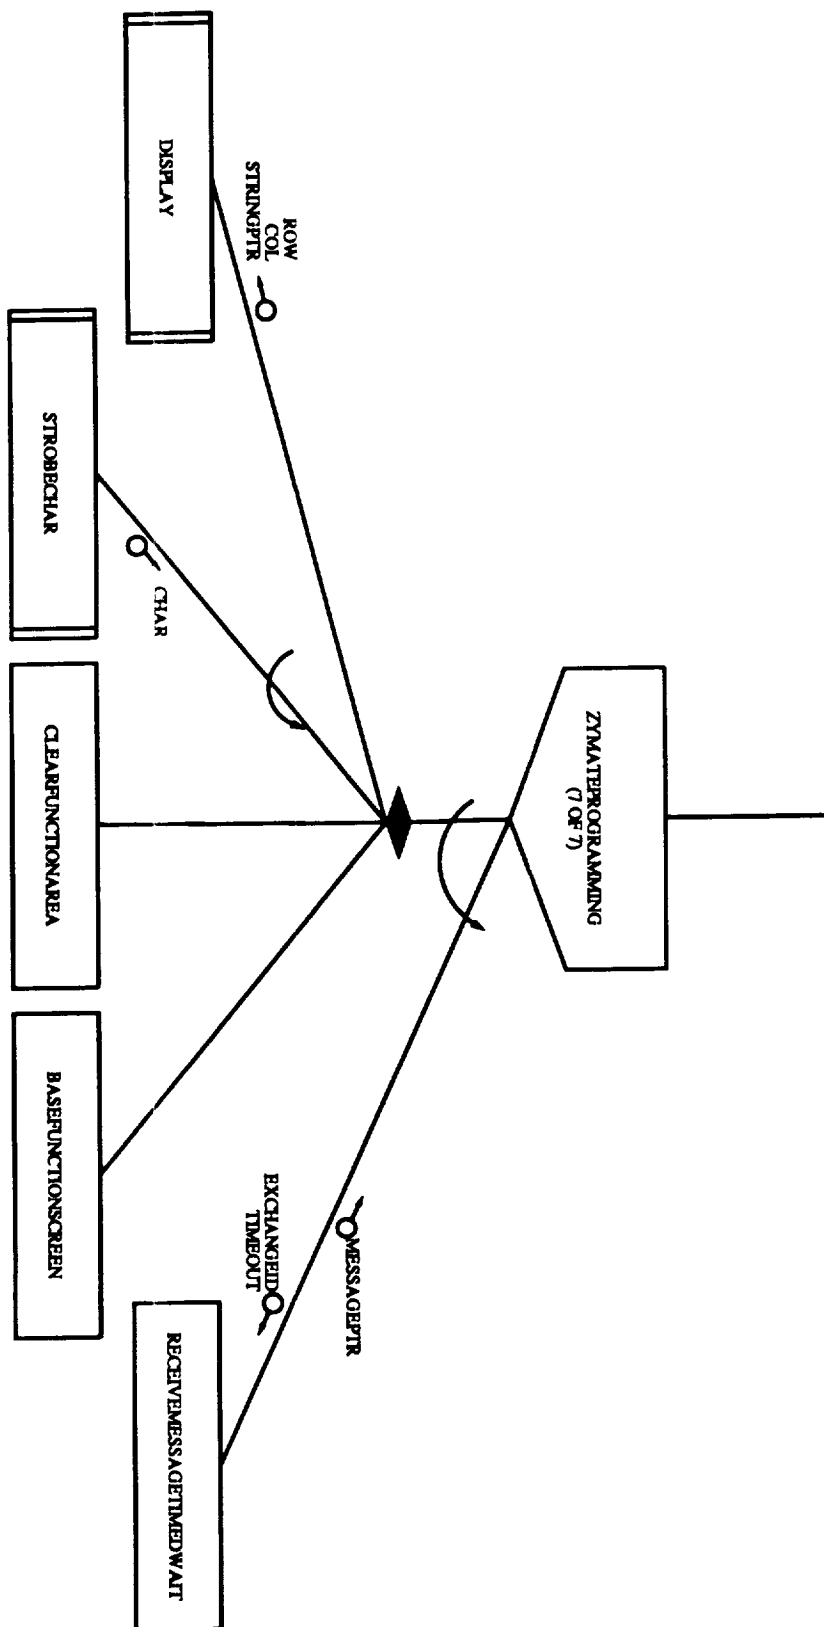 ZYMATEPROGRAMMING
(7 OF 7)
ROW
COL
STRINGPTR
CHAR
MESSAGEPTR
EXCHANGEID
TIMEOUT
DISPLAY
STROBECHAR
CLEARFUNCTIONAREA
BASEFUNCTIONSCREEN
RECEIVEMESSAGETIMEDWAIT